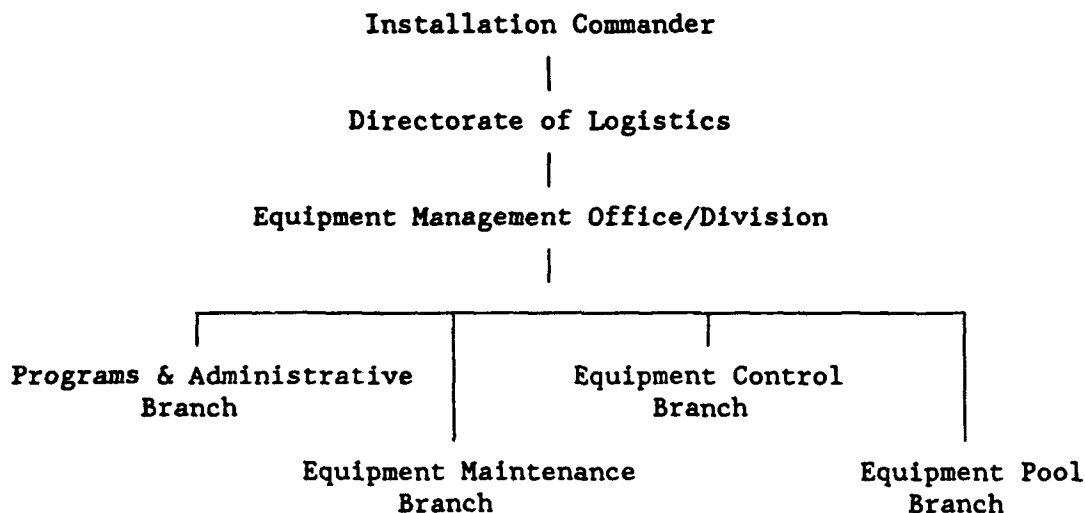 Installation Commander
Directorate of Logistics
Equipment Management Office/Division
Programs & Administrative
Branch
Equipment Control
Branch
Equipment Maintenance
Branch
Equipment Pool
Branch